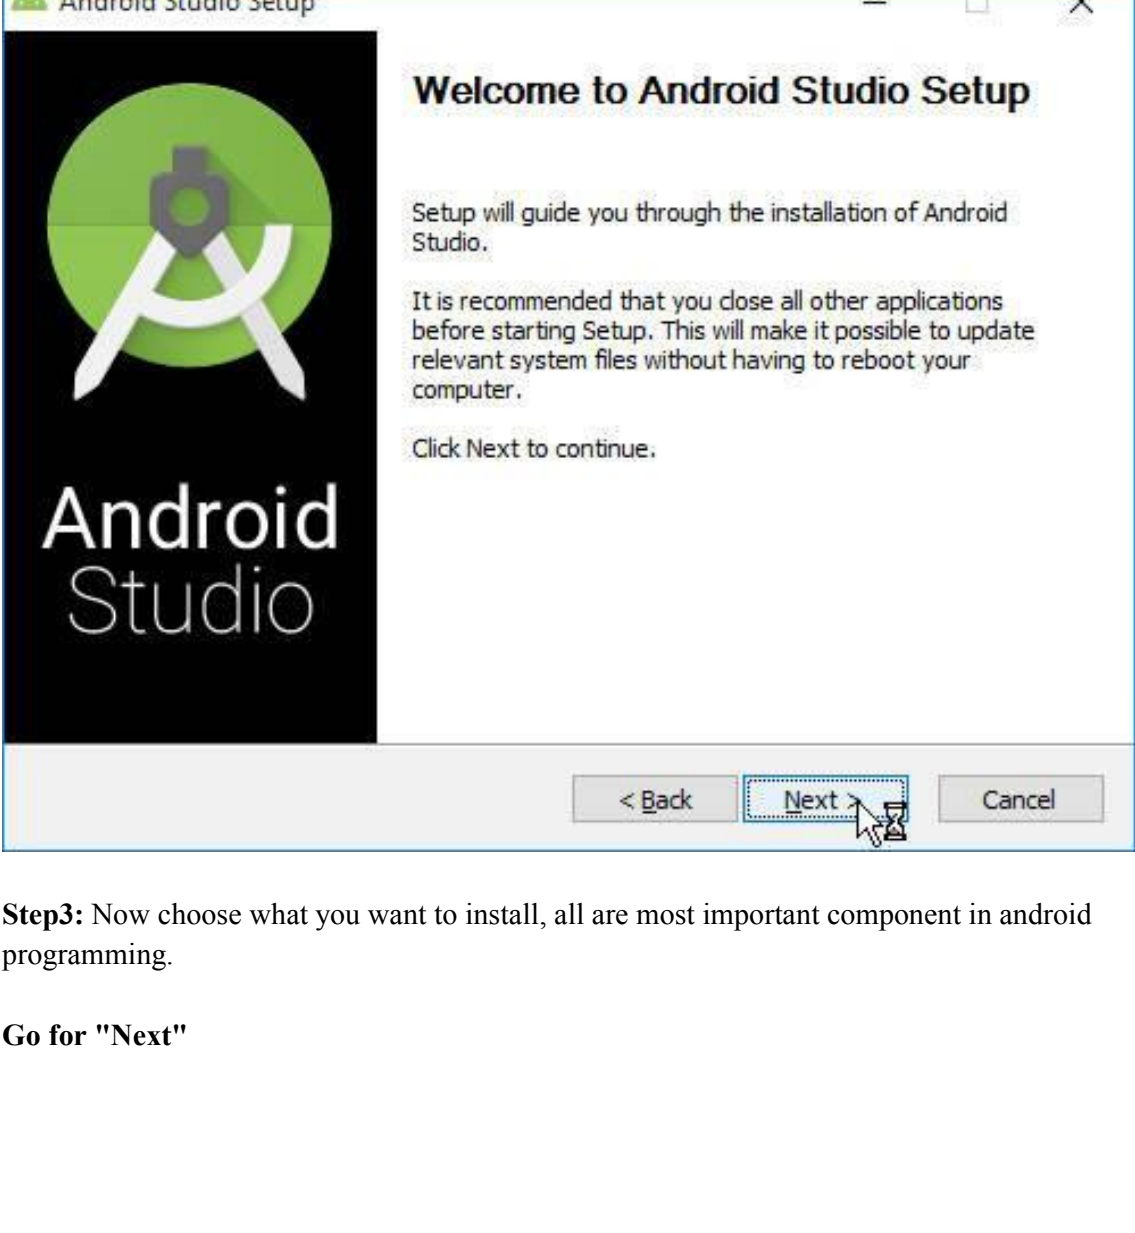 Android Studio Setup
Welcome to Android Studio Setup
Setup will guide you through the installation of Android
Studio.
It is recommended that you close all other applications
before starting Setup. This will make it possible to update
relevant system files without having to reboot your
computer.
Click Next to continue.
Android
Studio
< Back
Next >
Cancel
Step3: Now choose what you want to install, all are most important component in android
programming.
Go for "Next"